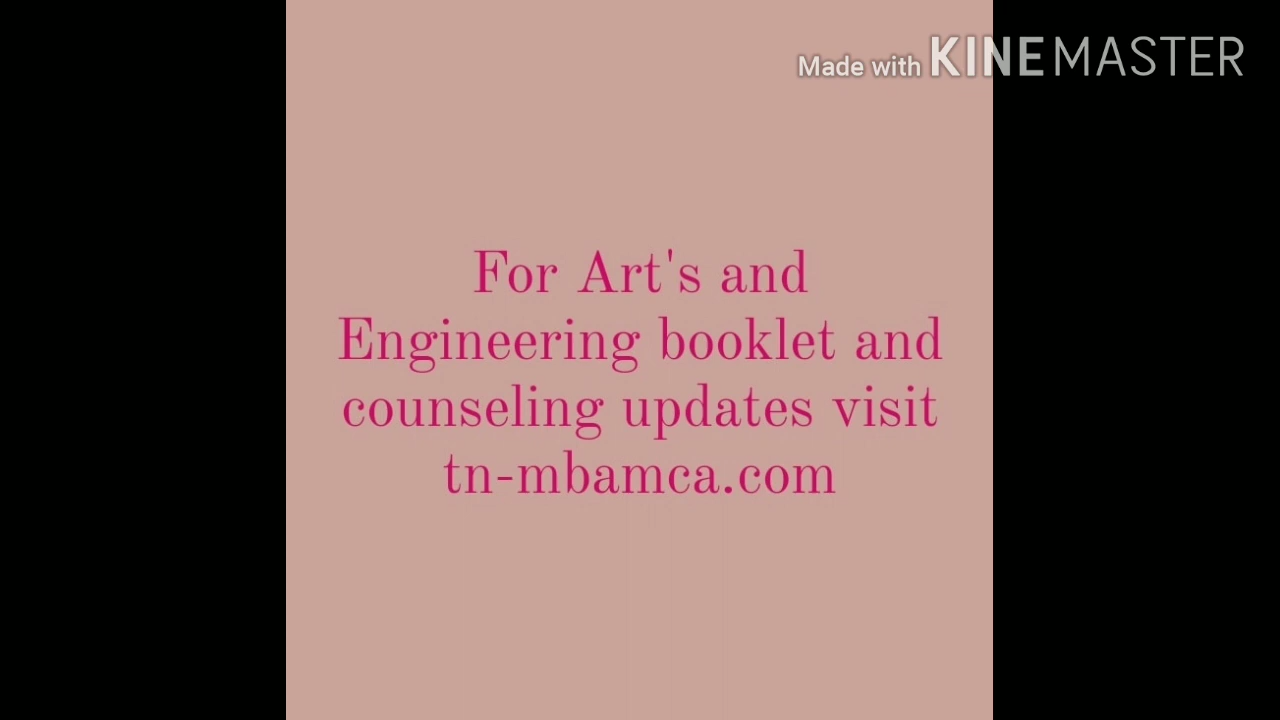 Made with KINEMASTER
For Art's and
Engineering booklet and
counseling updates visit
tn-mbamca.com